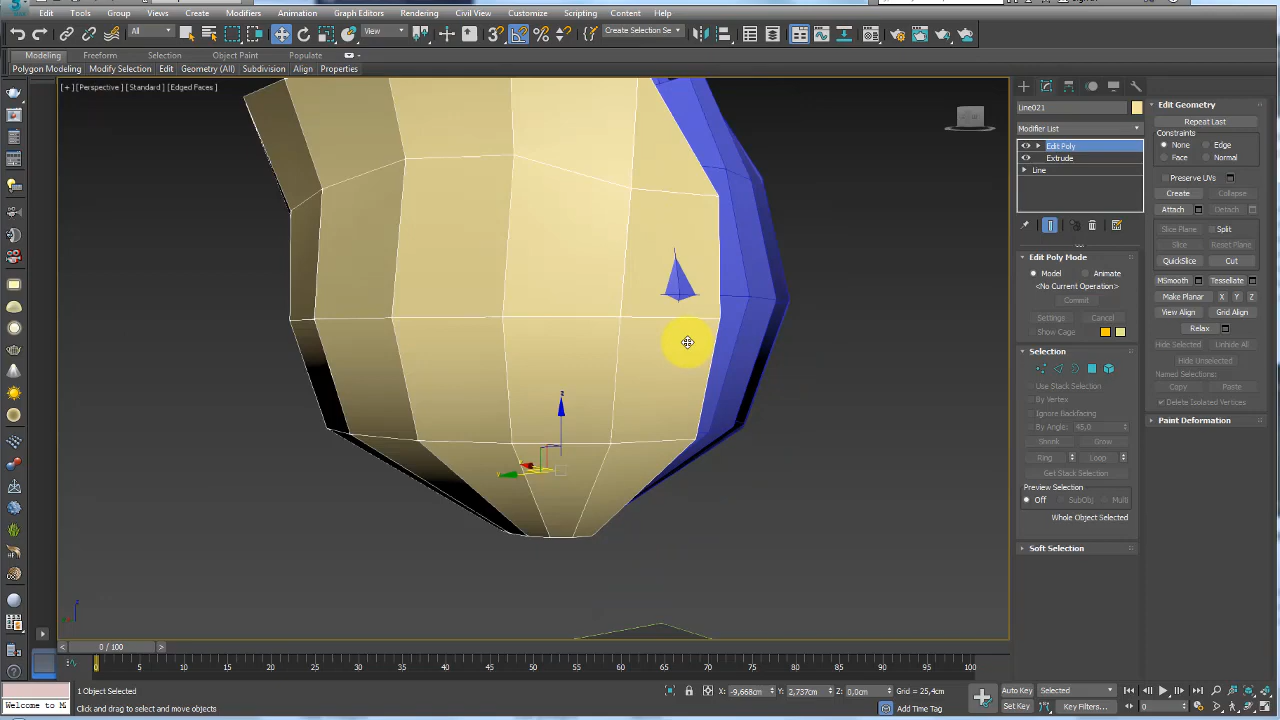 Edit Tools Group Views Create Modifiers Animation Graph Editors Rendering Civil View Customize Scripting Content Help
All View Create Selection Se
Modeling Freeform Selection Object Paint Populate
Polygon Modeling Modify Selection Edit Geometry (All) Subdivision Align Properties
[+] [Perspective] [Standard] [Edged Faces]
Line021
Modifier List
Edit Poly
Extrude
Line
Edit Poly Mode
Model Animate
<No Current Operation>
Commit
Settings Cancel
Show Cage
Selection
Use Stack Selection
By Vertex
Ignore Backfacing
By Angle: 45,0
Shrink Grow
Ring Loop
Get Stack Selection
Preview Selection
Off SubObj Multi
Whole Object Selected
Soft Selection
Edit Geometry
Repeat Last
Constraints
None Edge
Face Normal
Preserve UVs
Create Collapse
Attach Detach
Slice Plane Split
Slice Reset Plane
QuickSlice Cut
MSmooth Tessellate
Make Planar X Y Z
View Align Grid Align
Relax
Hide Selected Unhide All
Hide Unselected
Named Selections:
Copy Paste
Delete Isolated Vertices
Paint Deformation
< 0 / 100 >
0 5 10 15 20 25 30 35 40 45 50 55 60 65 70 75 80 85 90 95 100
1 Object Selected X: -9,668cm Y: 2,737cm Z: 0,0cm Grid = 25,4cm Auto Key Selected
Welcome to M Click and drag to select and move objects Add Time Tag Set Key Key Filters... 0